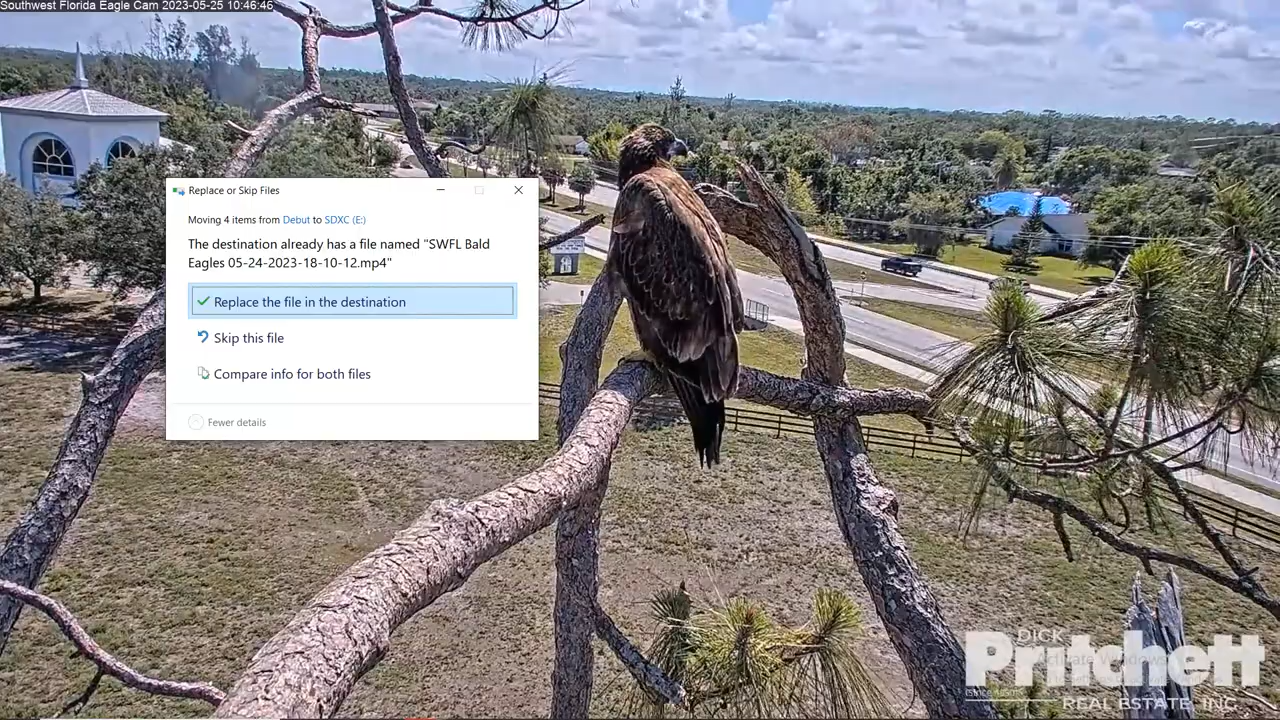 Southwest Florida Eagle Cam 2023-05-25 10:46:46
Replace or Skip Files
Moving 4 items from Debut to SDXC (E:)
The destination already has a file named “SWFL Bald
Eagles 05-24-2023-18-10-12.mp4"
Replace the file in the destination
Skip this file
Compare info for both files
Fewer details
DICK
Pritchett
REAL ESTATE, INC.